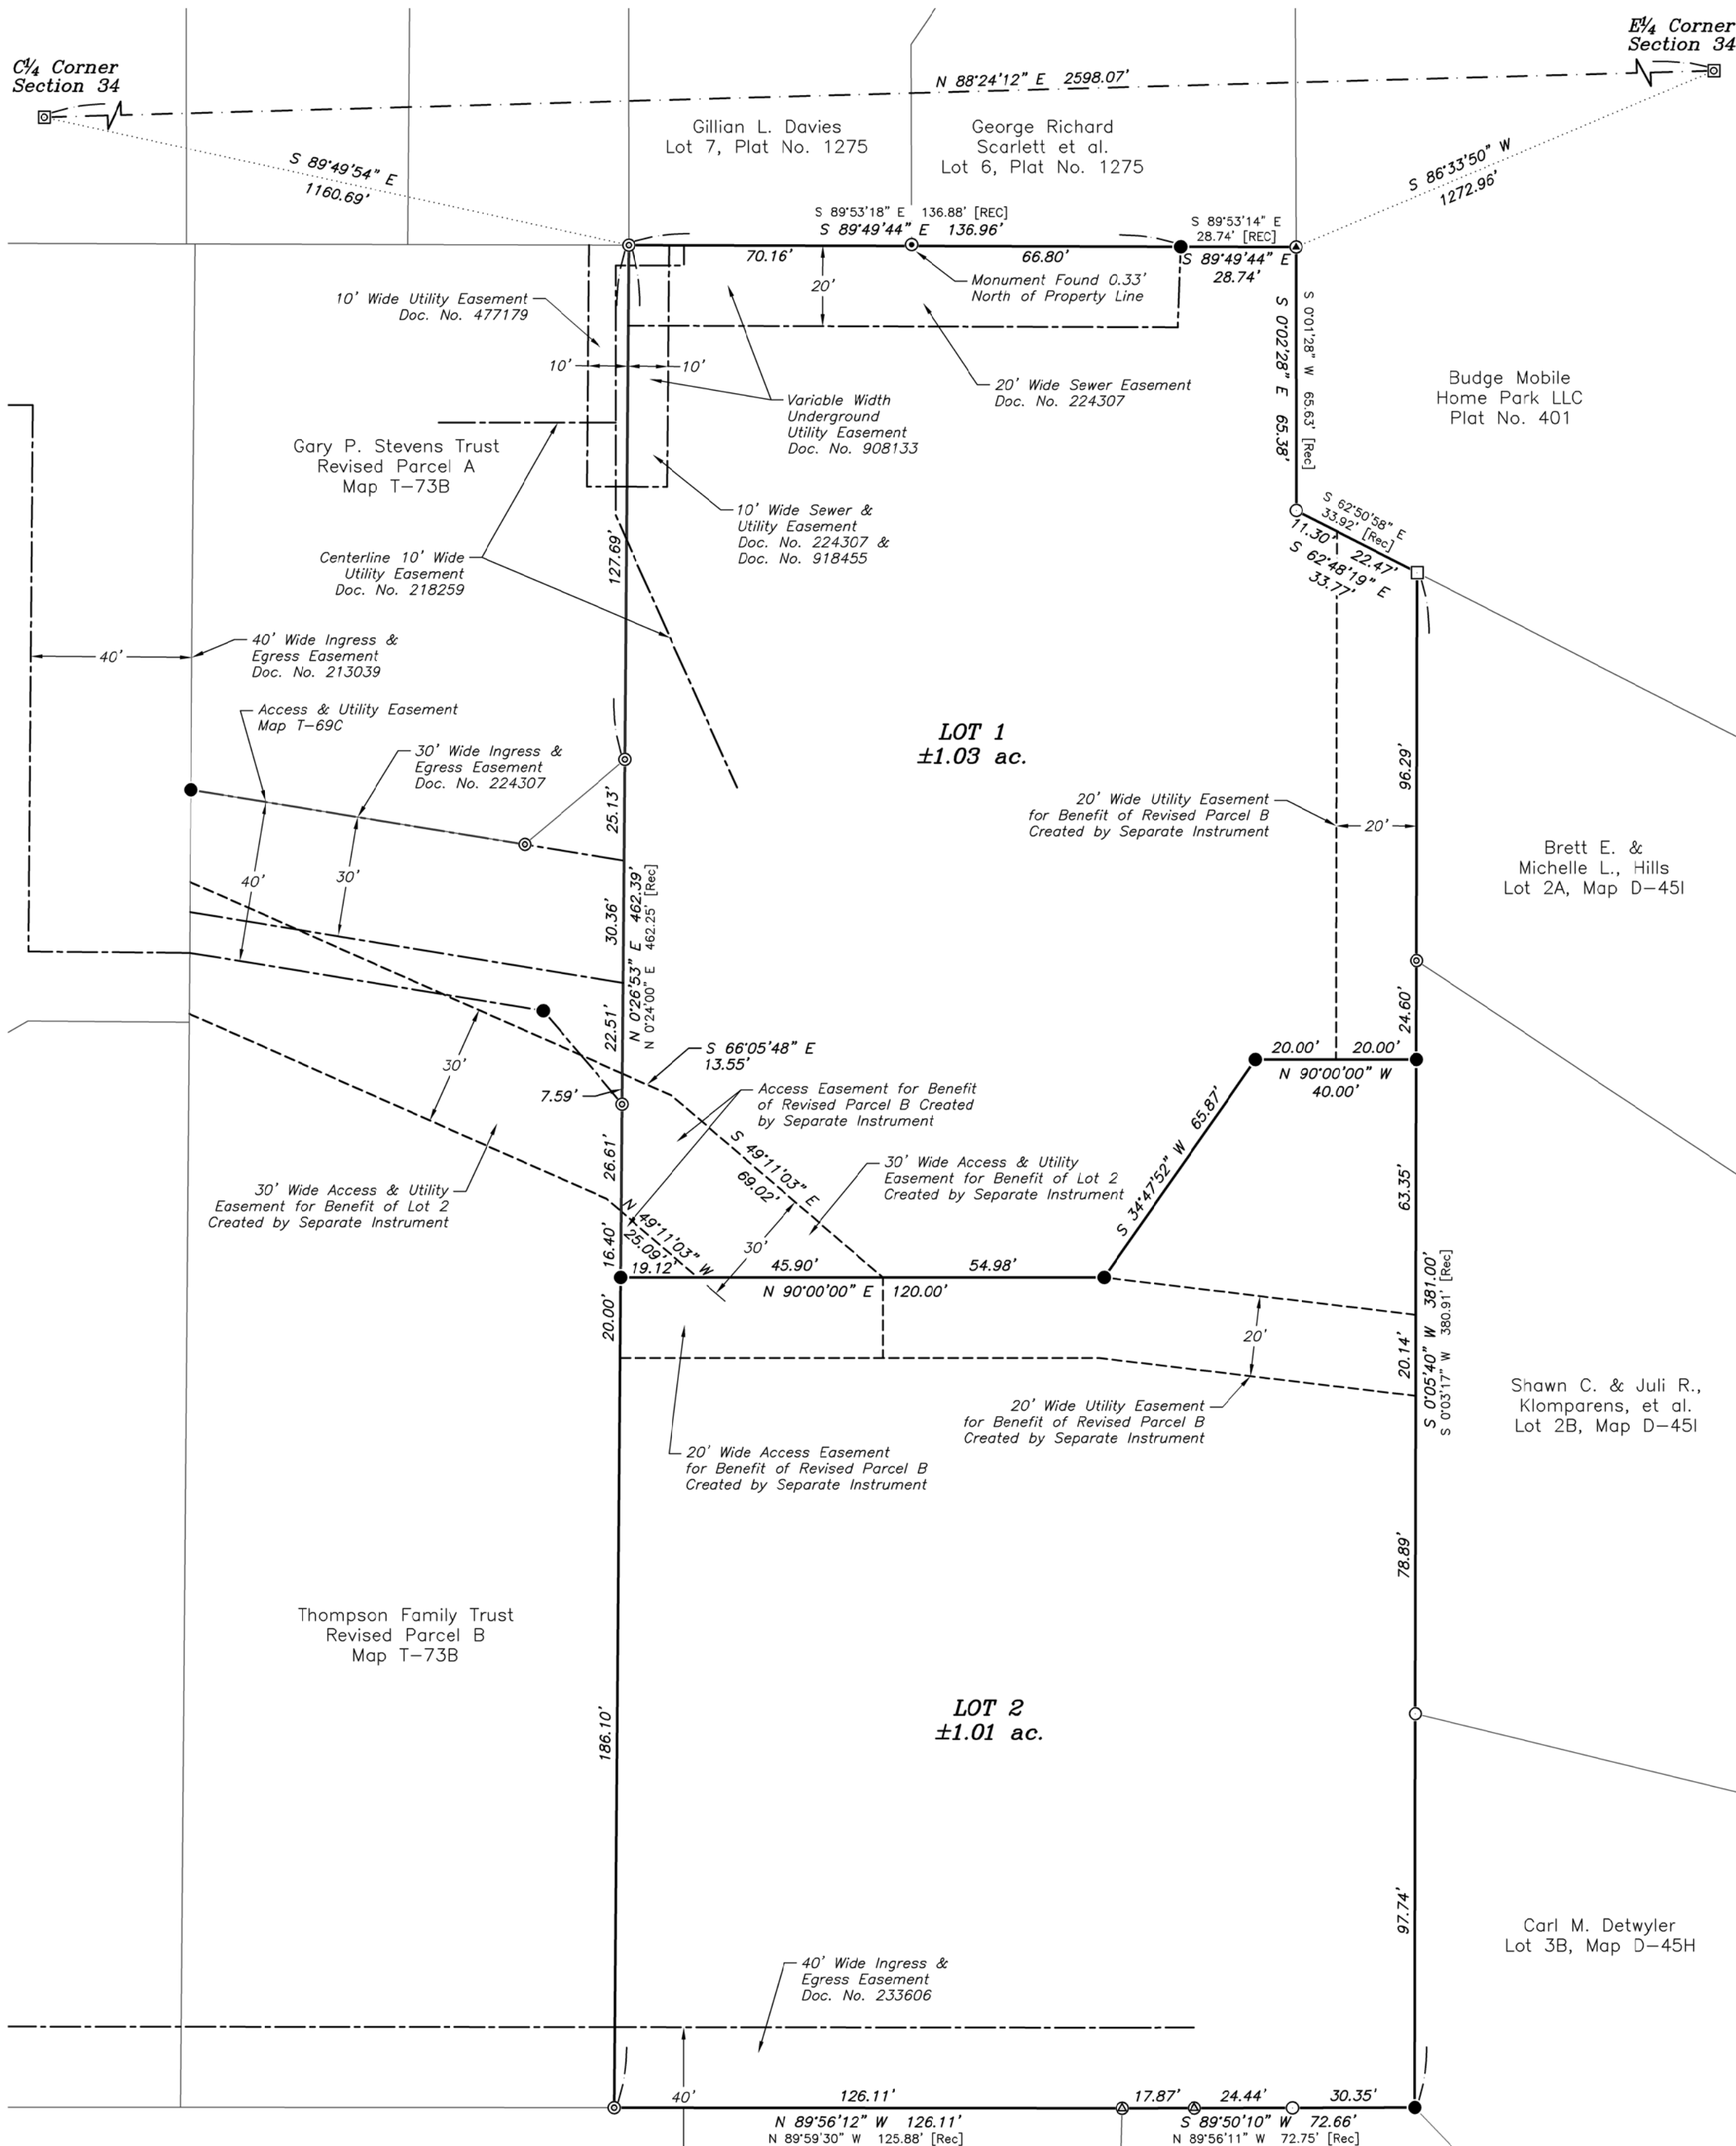 C¼ Corner
Section 34
E¼ Corner
Section 34
N 88°24'12" E 2598.07'
Gillian L. Davies
Lot 7, Plat No. 1275
George Richard
Scarlett et al.
Lot 6, Plat No. 1275
S 89°49'54" E
1160.69'
S 86°33'50" W
1272.96'
S 89°53'18" E 136.88' [REC]
S 89°49'44" E 136.96'
S 89°53'14" E
28.74' [REC]
70.16'
66.80'
S 89°49'44" E
28.74'
20'
Monument Found 0.33'
North of Property Line
10' Wide Utility Easement
Doc. No. 477179
S 0°02'28" E 65.38'
S 0°01'28" W 65.63' [Rec]
10'
10'
20' Wide Sewer Easement
Doc. No. 224307
Variable Width
Underground
Utility Easement
Doc. No. 908133
Budge Mobile
Home Park LLC
Plat No. 401
Gary P. Stevens Trust
Revised Parcel A
Map T-73B
10' Wide Sewer &
Utility Easement
Doc. No. 224307 &
Doc. No. 918455
S 62°50'58" E
33.92' [Rec]
11.30'
22.47'
S 62°48'19" E
33.77'
127.69'
Centerline 10' Wide
Utility Easement
Doc. No. 218259
40'
40' Wide Ingress &
Egress Easement
Doc. No. 213039
Access & Utility Easement
Map T-69C
30' Wide Ingress &
Egress Easement
Doc. No. 224307
LOT 1
±1.03 ac.
96.29'
25.13'
20' Wide Utility Easement
for Benefit of Revised Parcel B
Created by Separate Instrument
20'
Brett E. &
Michelle L., Hills
Lot 2A, Map D-45I
40'
30'
30.36'
N 0°26'53" E 462.39'
N 0°24'00" E 462.25' [Rec]
22.51'
24.60'
S 66°05'48" E
13.55'
20.00'
20.00'
N 90°00'00" W
40.00'
30'
7.59'
Access Easement for Benefit
of Revised Parcel B Created
by Separate Instrument
S 34°47'52" W 65.87'
26.61'
S 49°11'03" E
69.02'
30' Wide Access & Utility
Easement for Benefit of Lot 2
Created by Separate Instrument
63.35'
30' Wide Access & Utility
Easement for Benefit of Lot 2
Created by Separate Instrument
N 49°11'03" W
25.09'
16.40'
30'
19.12'
45.90'
54.98'
N 90°00'00" E 120.00'
20.00'
20'
20.14'
S 0°05'40" W 381.00'
S 0°03'17" W 380.91' [Rec]
20' Wide Utility Easement
for Benefit of Revised Parcel B
Created by Separate Instrument
Shawn C. & Juli R.,
Klomparens, et al.
Lot 2B, Map D-45I
20' Wide Access Easement
for Benefit of Revised Parcel B
Created by Separate Instrument
78.89'
Thompson Family Trust
Revised Parcel B
Map T-73B
186.10'
LOT 2
±1.01 ac.
97.74'
Carl M. Detwyler
Lot 3B, Map D-45H
40' Wide Ingress &
Egress Easement
Doc. No. 233606
40'
126.11'
17.87'
24.44'
30.35'
N 89°56'12" W 126.11'
N 89°59'30" W 125.88' [Rec]
S 89°50'10" W 72.66'
N 89°56'11" W 72.75' [Rec]